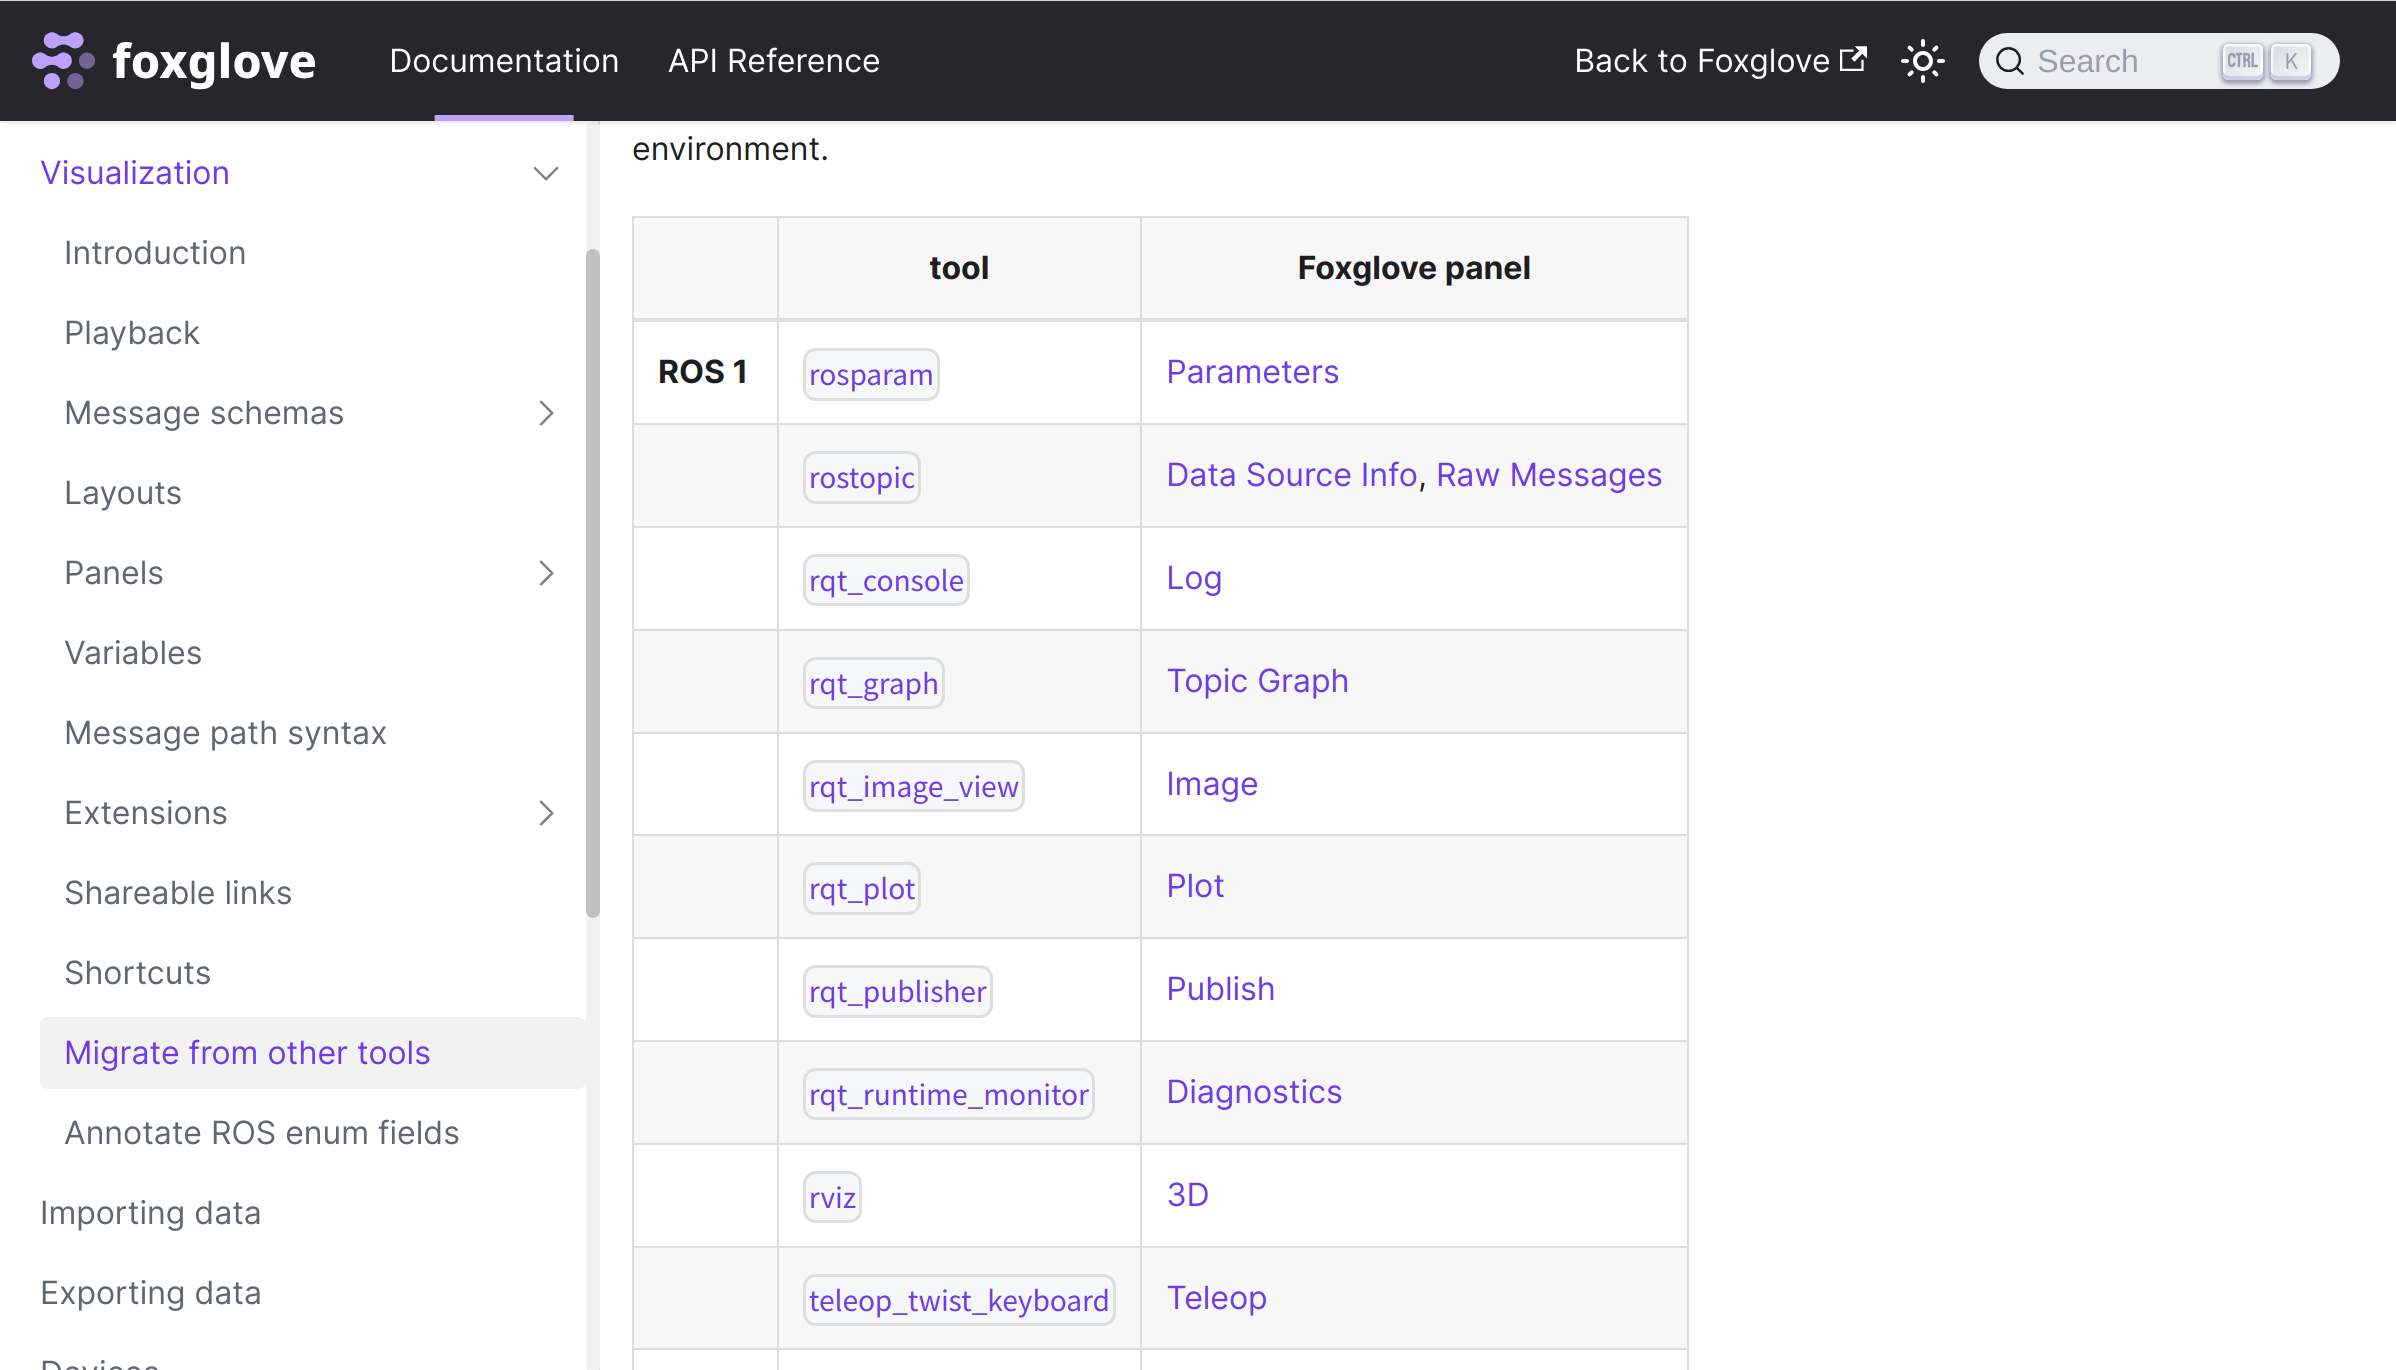 foxglove
Documentation
API Reference
Back to Foxglove
Search
CTRL
K
Visualization
Introduction
Playback
Message schemas
Layouts
Panels
Variables
Message path syntax
Extensions
Shareable links
Shortcuts
Migrate from other tools
Annotate ROS enum fields
Importing data
Exporting data
environment.
tool
Foxglove panel
ROS 1
rosparam
Parameters
rostopic
Data Source Info, Raw Messages
rqt_console
Log
rqt_graph
Topic Graph
rqt_image_view
Image
rqt_plot
Plot
rqt_publisher
Publish
rqt_runtime_monitor
Diagnostics
rviz
3D
teleop_twist_keyboard
Teleop